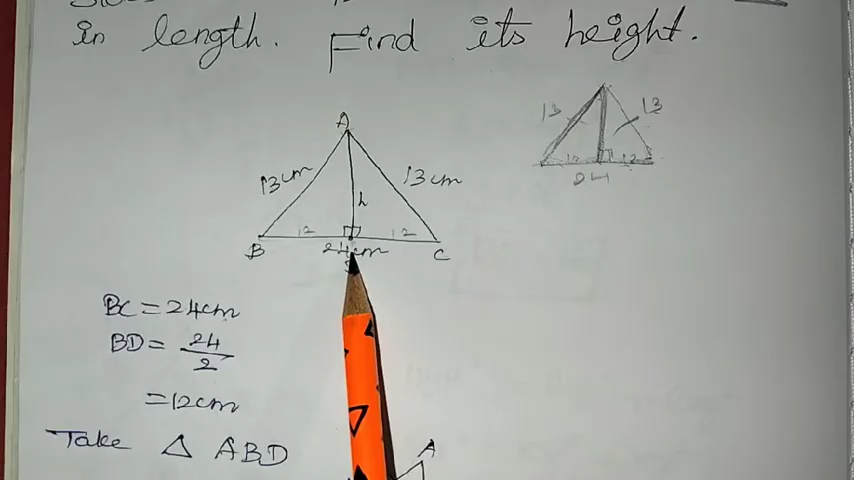 in length. Find its height.
A
13cm 13cm
h
12 12
B 24cm C
13 13
12 12
24
BC = 24cm
BD = 24
2
= 12cm
Take △ ABD
A